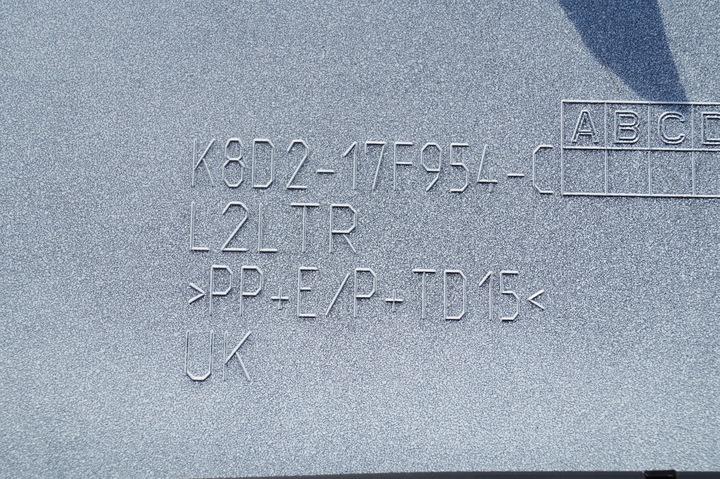 K8D2-17F954-C
A B C D
L2LTR
>PP+E/P+TD15<
UK